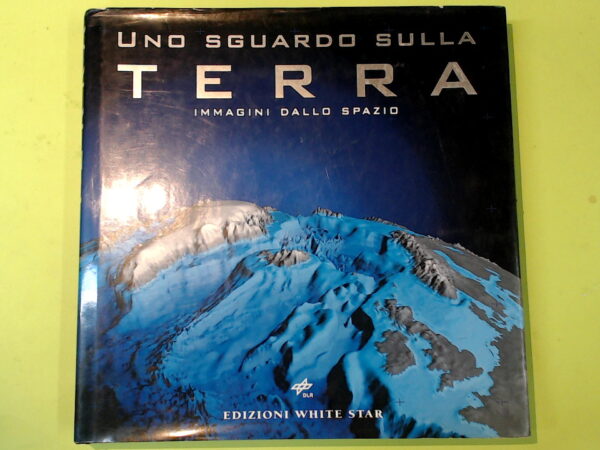 UNO SGUARDO SULLA
TERRA
IMMAGINI DALLO SPAZIO
DLR
EDIZIONI WHITE STAR